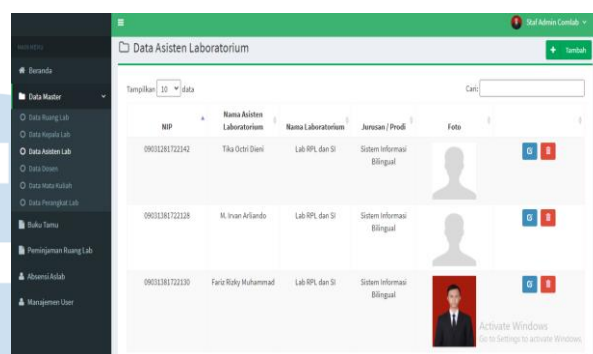 Staf Admin Comlab
MAIN MENU
Beranda
Data Master
Data Ruang Lab
Data Kepala Lab
Data Asisten Lab
Data Dosen
Data Mata Kuliah
Data Perangkat Lab
Buku Tamu
Peminjaman Ruang Lab
Absensi Aslab
Manajemen User
Data Asisten Laboratorium
+ Tambah
Tampilkan 10 data
Cari:
NIP
Nama Asisten
Laboratorium
Nama Laboratorium
Jurusan / Prodi
Foto
09031281722142
Tika Octri Dieni
Lab RPL dan SI
Sistem Informasi
Bilingual
09031381722128
M. Irvan Arliando
Lab RPL dan SI
Sistem Informasi
Bilingual
09031381722130
Fariz Rizky Muhammad
Lab RPL dan SI
Sistem Informasi
Bilingual
Activate Windows
Go to Settings to activate Windows.